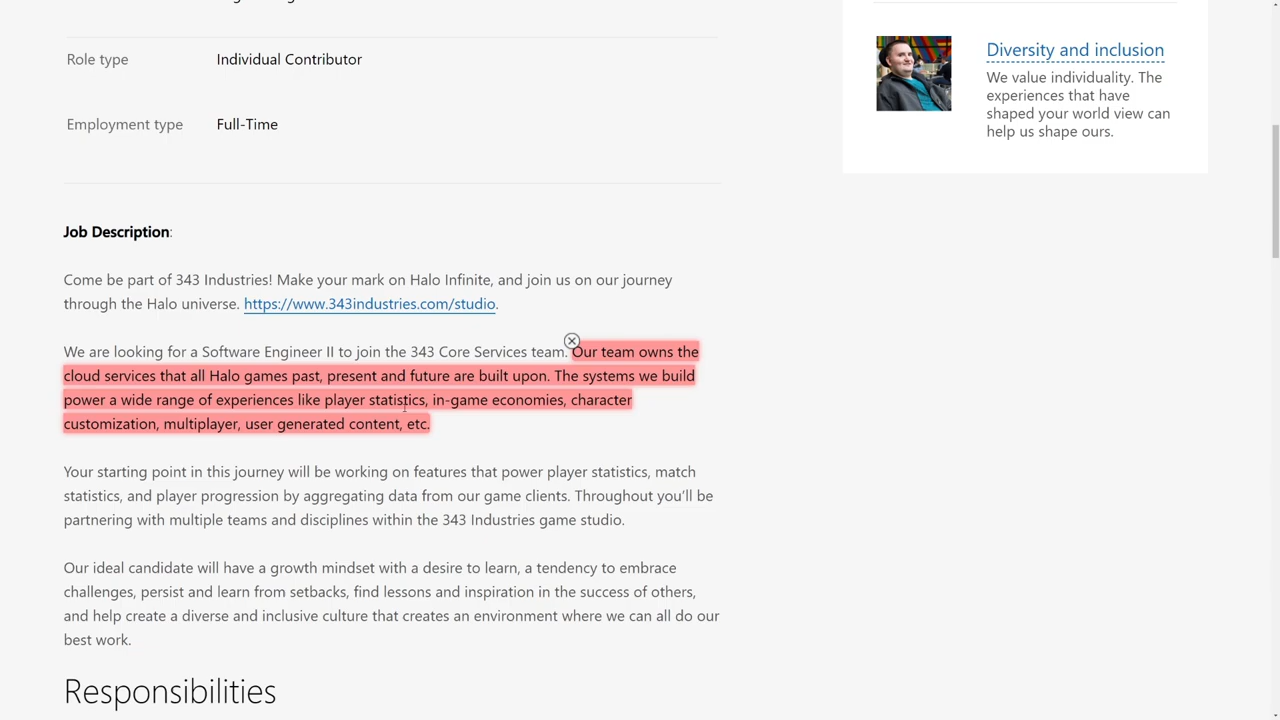 Role type Individual Contributor
Employment type Full-Time
Diversity and inclusion
We value individuality. The
experiences that have
shaped your world view can
help us shape ours.
Job Description:
Come be part of 343 Industries! Make your mark on Halo Infinite, and join us on our journey
through the Halo universe. https://www.343industries.com/studio.
We are looking for a Software Engineer II to join the 343 Core Services team. Our team owns the
cloud services that all Halo games past, present and future are built upon. The systems we build
power a wide range of experiences like player statistics, in-game economies, character
customization, multiplayer, user generated content, etc.
Your starting point in this journey will be working on features that power player statistics, match
statistics, and player progression by aggregating data from our game clients. Throughout you’ll be
partnering with multiple teams and disciplines within the 343 Industries game studio.
Our ideal candidate will have a growth mindset with a desire to learn, a tendency to embrace
challenges, persist and learn from setbacks, find lessons and inspiration in the success of others,
and help create a diverse and inclusive culture that creates an environment where we can all do our
best work.
Responsibilities